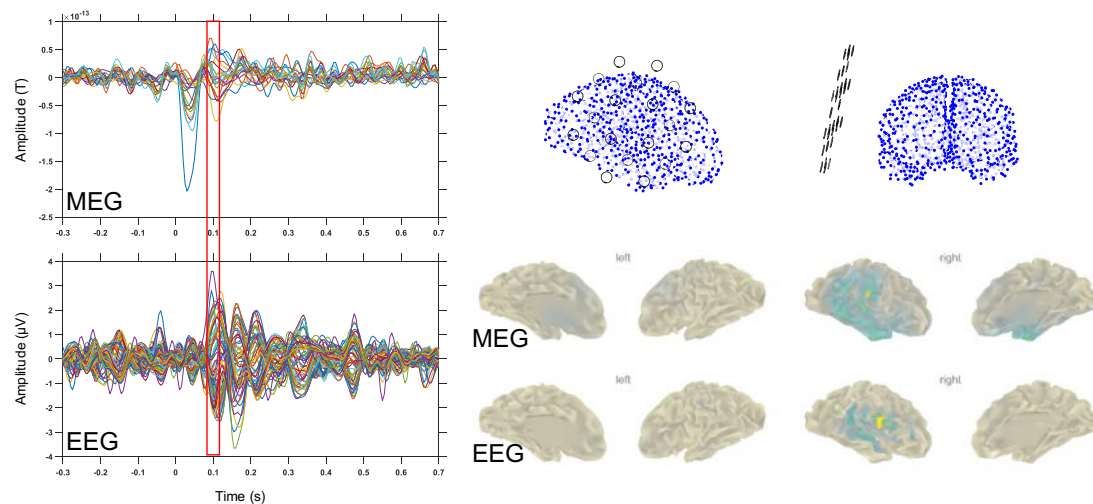 ×10⁻¹³
1
0.5
0
-0.5
-1
-1.5
-2
-2.5
Amplitude (T)
MEG
-0.3 -0.2 -0.1 0 0.1 0.2 0.3 0.4 0.5 0.6 0.7
4
3
2
1
0
-1
-2
-3
-4
Amplitude (µV)
EEG
-0.3 -0.2 -0.1 0 0.1 0.2 0.3 0.4 0.5 0.6 0.7
Time (s)
left right
MEG
left right
EEG